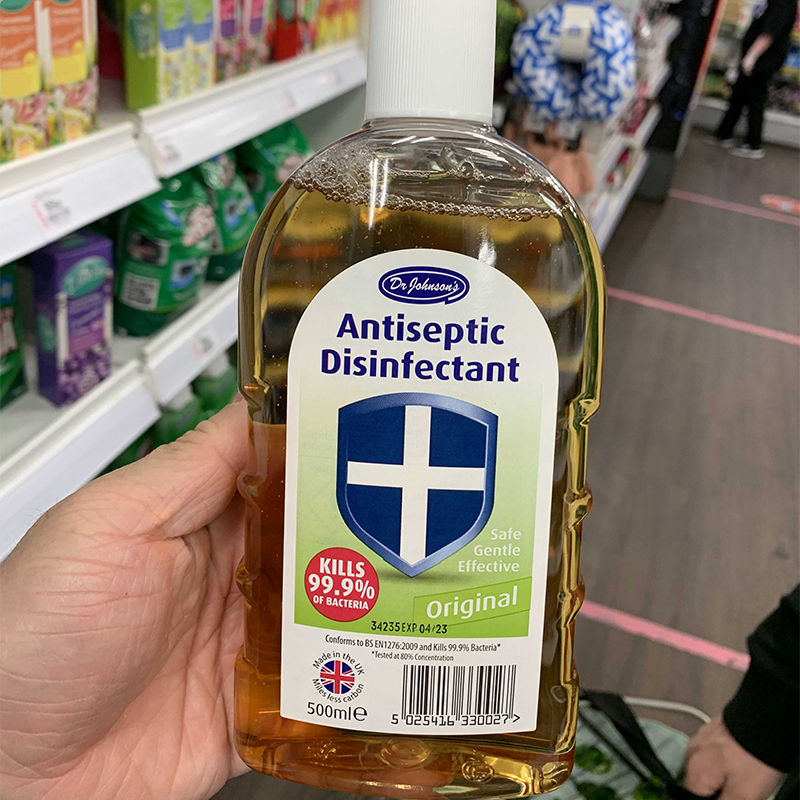 Dr Johnson's
Antiseptic
Disinfectant
Safe
Gentle
Effective
KILLS
99.9%
OF BACTERIA
Original
34235 EXP 04/23
Conforms to BS EN1276:2009 and Kills 99.9% Bacteria*
*Tested at 80% Concentration
Made in the UK
Miles less carbon
500ml e
5 025416 330027 >